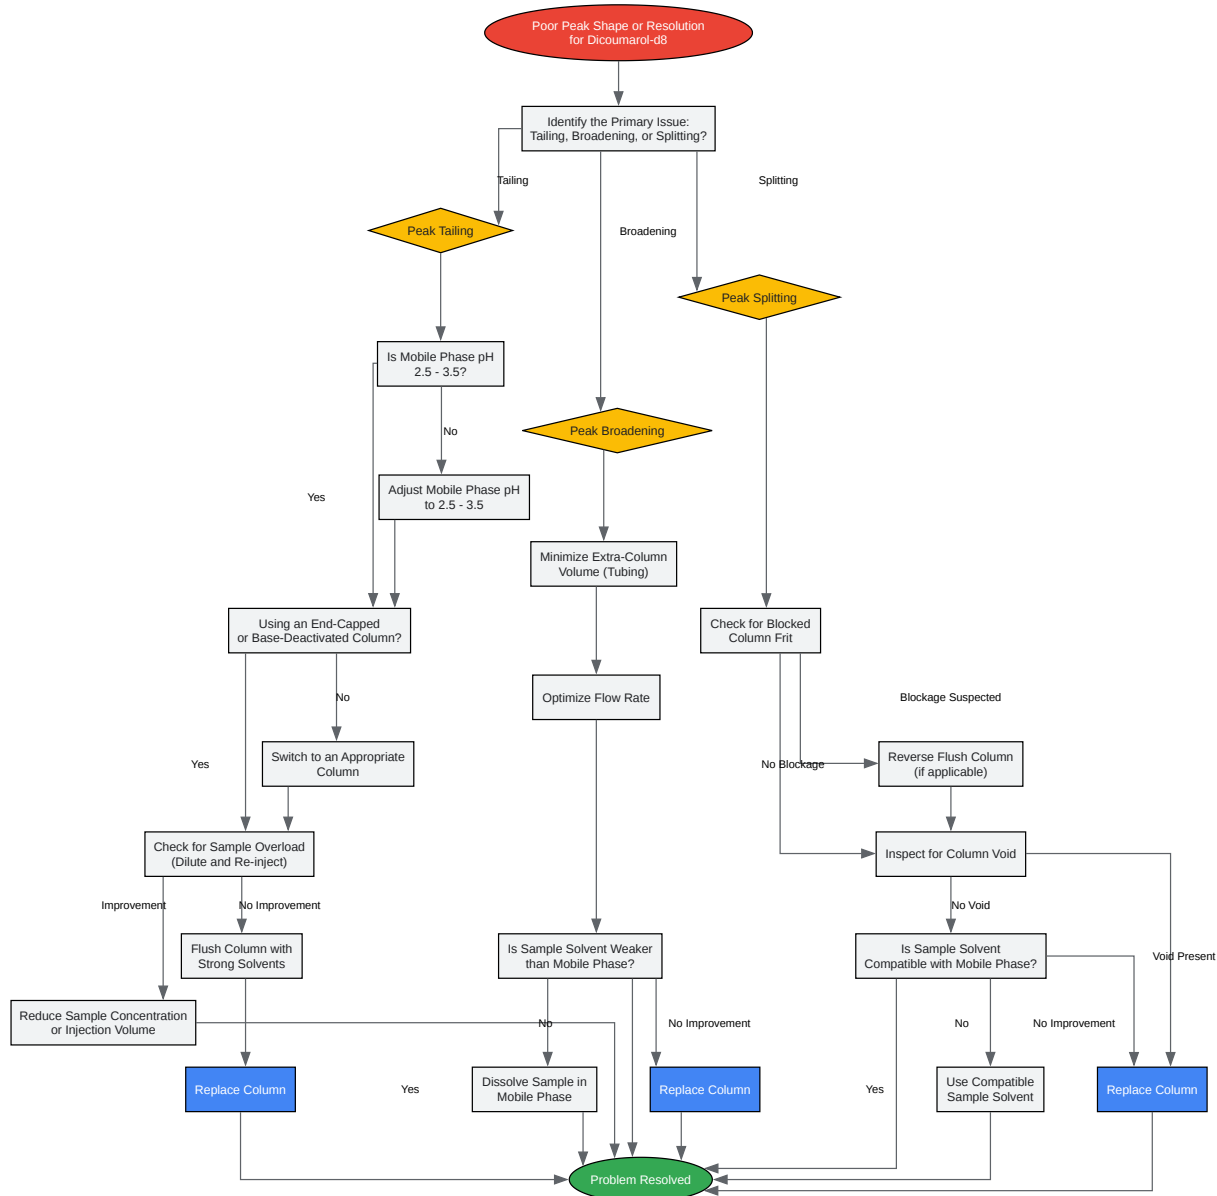 Poor Peak Shape or Resolution
for Dicoumarol-d8
Identify the Primary Issue:
Tailing, Broadening, or Splitting?
Tailing
Splitting
Peak Tailing
Broadening
Peak Splitting
Is Mobile Phase pH
2.5 - 3.5?
No
Peak Broadening
Yes
Adjust Mobile Phase pH
to 2.5 - 3.5
Minimize Extra-Column
Volume (Tubing)
Using an End-Capped
or Base-Deactivated Column?
Check for Blocked
Column Frit
No
Optimize Flow Rate
Blockage Suspected
Yes
Switch to an Appropriate
Column
No Blockage
Reverse Flush Column
(if applicable)
Check for Sample Overload
(Dilute and Re-inject)
Inspect for Column Void
Improvement
No Improvement
No Void
Flush Column with
Strong Solvents
Is Sample Solvent Weaker
than Mobile Phase?
Is Sample Solvent
Compatible with Mobile Phase?
Void Present
Reduce Sample Concentration
or Injection Volume
No
No Improvement
No
No Improvement
Replace Column
Yes
Dissolve Sample in
Mobile Phase
Replace Column
Yes
Use Compatible
Sample Solvent
Replace Column
Problem Resolved